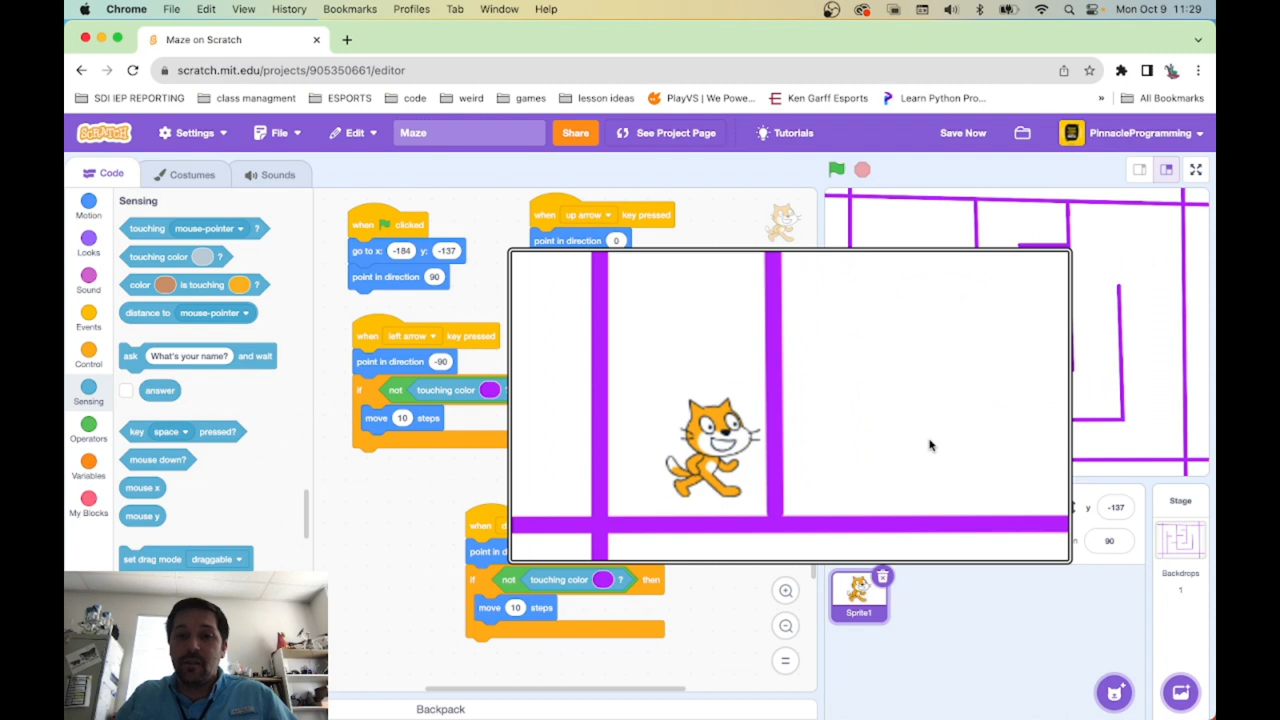 Chrome File Edit View History Bookmarks Profiles Tab Window Help Mon Oct 9 11:29
Maze on Scratch
scratch.mit.edu/projects/905350661/editor
SDI IEP REPORTING class managment ESPORTS code weird games lesson ideas PlayVS | We Powe... Ken Garff Esports Learn Python Pro... » All Bookmarks
SCRATCH Settings File Edit Maze Share See Project Page Tutorials Save Now PinnacleProgramming
Code Costumes Sounds
Motion
Looks
Sound
Events
Control
Sensing
Operators
Variables
My Blocks
Sensing
touching mouse-pointer ?
touching color ?
color is touching ?
distance to mouse-pointer
ask What's your name? and wait
answer
key space pressed?
mouse down?
mouse x
mouse y
set drag mode draggable
when clicked
go to x: -184 y: -137
point in direction 90
when up arrow key pressed
point in direction 0
when left arrow key pressed
point in direction -90
if not touching color
move 10 steps
when
point in
if not touching color ? then
move 10 steps
y -137
90
Sprite1
Stage
Backdrops
1
Backpack